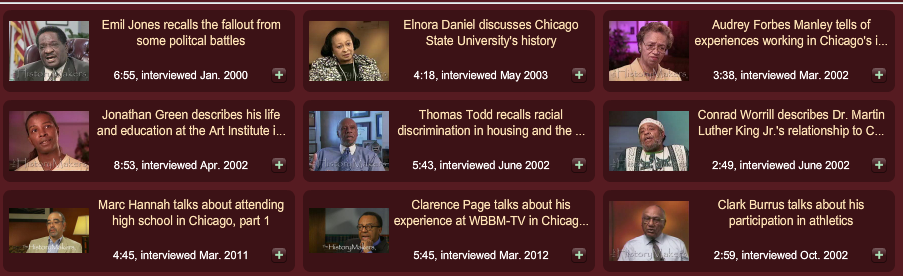 Emil Jones recalls the fallout from
some politcal battles
6:55, interviewed Jan. 2000
Elnora Daniel discusses Chicago
State University's history
4:18, interviewed May 2003
Audrey Forbes Manley tells of
experiences working in Chicago's i...
3:38, interviewed Mar. 2002
Jonathan Green describes his life
and education at the Art Institute i...
8:53, interviewed Apr. 2002
Thomas Todd recalls racial
discrimination in housing and the ...
5:43, interviewed June 2002
Conrad Worrill describes Dr. Martin
Luther King Jr.'s relationship to C...
2:49, interviewed June 2002
Marc Hannah talks about attending
high school in Chicago, part 1
4:45, interviewed Mar. 2011
Clarence Page talks about his
experience at WBBM-TV in Chicag...
5:45, interviewed Mar. 2012
Clark Burrus talks about his
participation in athletics
2:59, interviewed Oct. 2002